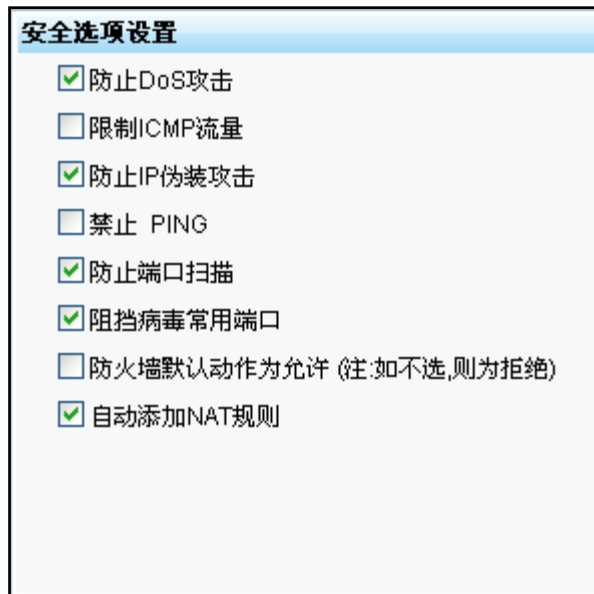 安全选项设置
防止DoS攻击
限制ICMP流量
防止IP伪装攻击
禁止 PING
防止端口扫描
阻挡病毒常用端口
防火墙默认动作为允许 (注:如不选,则为拒绝)
自动添加NAT规则